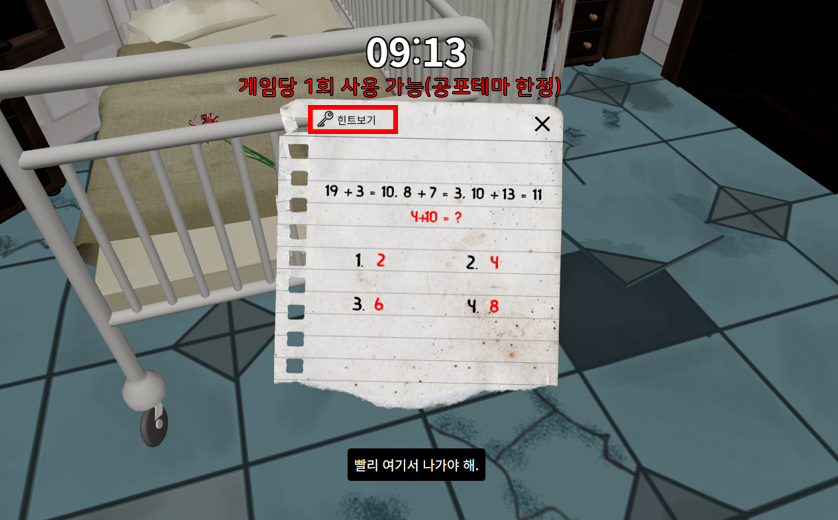 09:13
게임당 1회 사용 가능(공포테마 한정)
힌트보기
19 + 3 = 10. 8 + 7 = 3. 10 + 13 = 11
4+10 = ?
1. 2 2. 4
3. 6 4. 8
빨리 여기서 나가야 해.